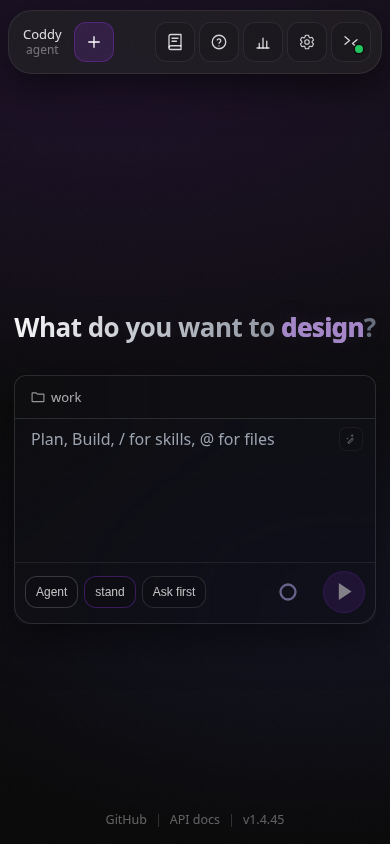 Coddy
agent
What do you want to design?
work
Plan, Build, / for skills, @ for files
Agent
stand
Ask first
GitHub
API docs
v1.4.45